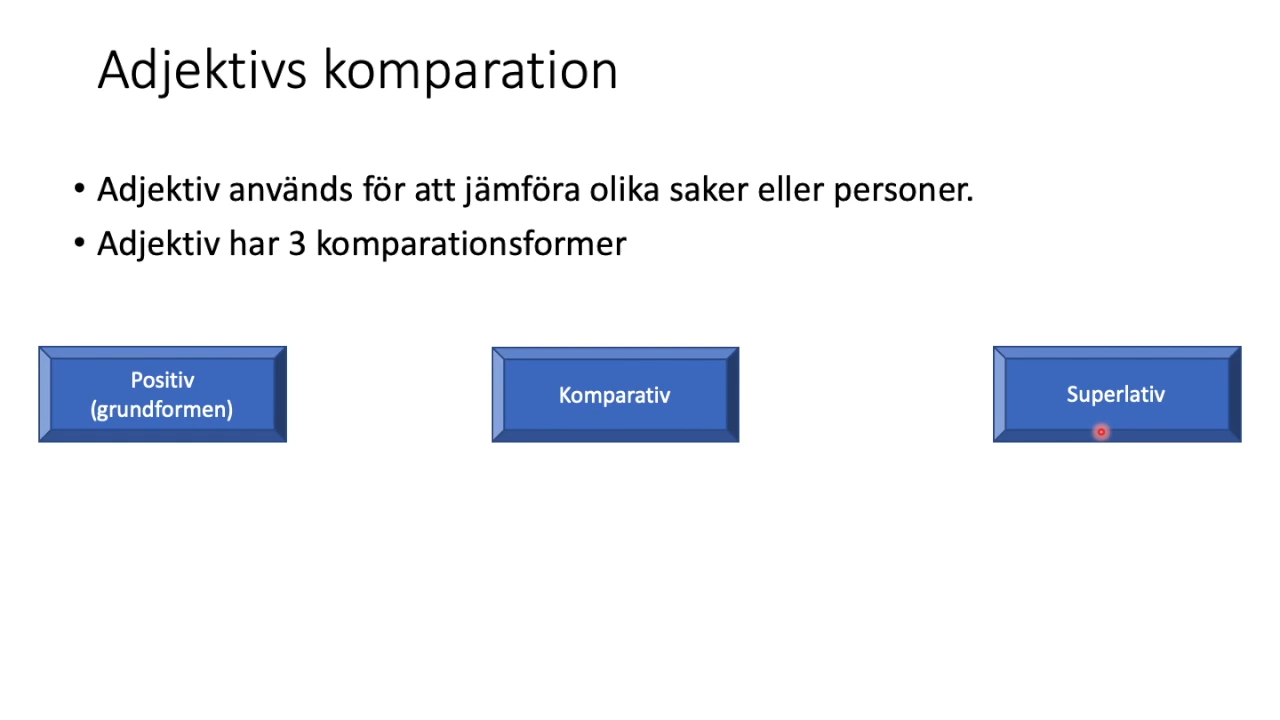 Adjektivs komparation
• Adjektiv används för att jämföra olika saker eller personer.
• Adjektiv har 3 komparationsformer
Positiv
(grundformen)
Komparativ
Superlativ